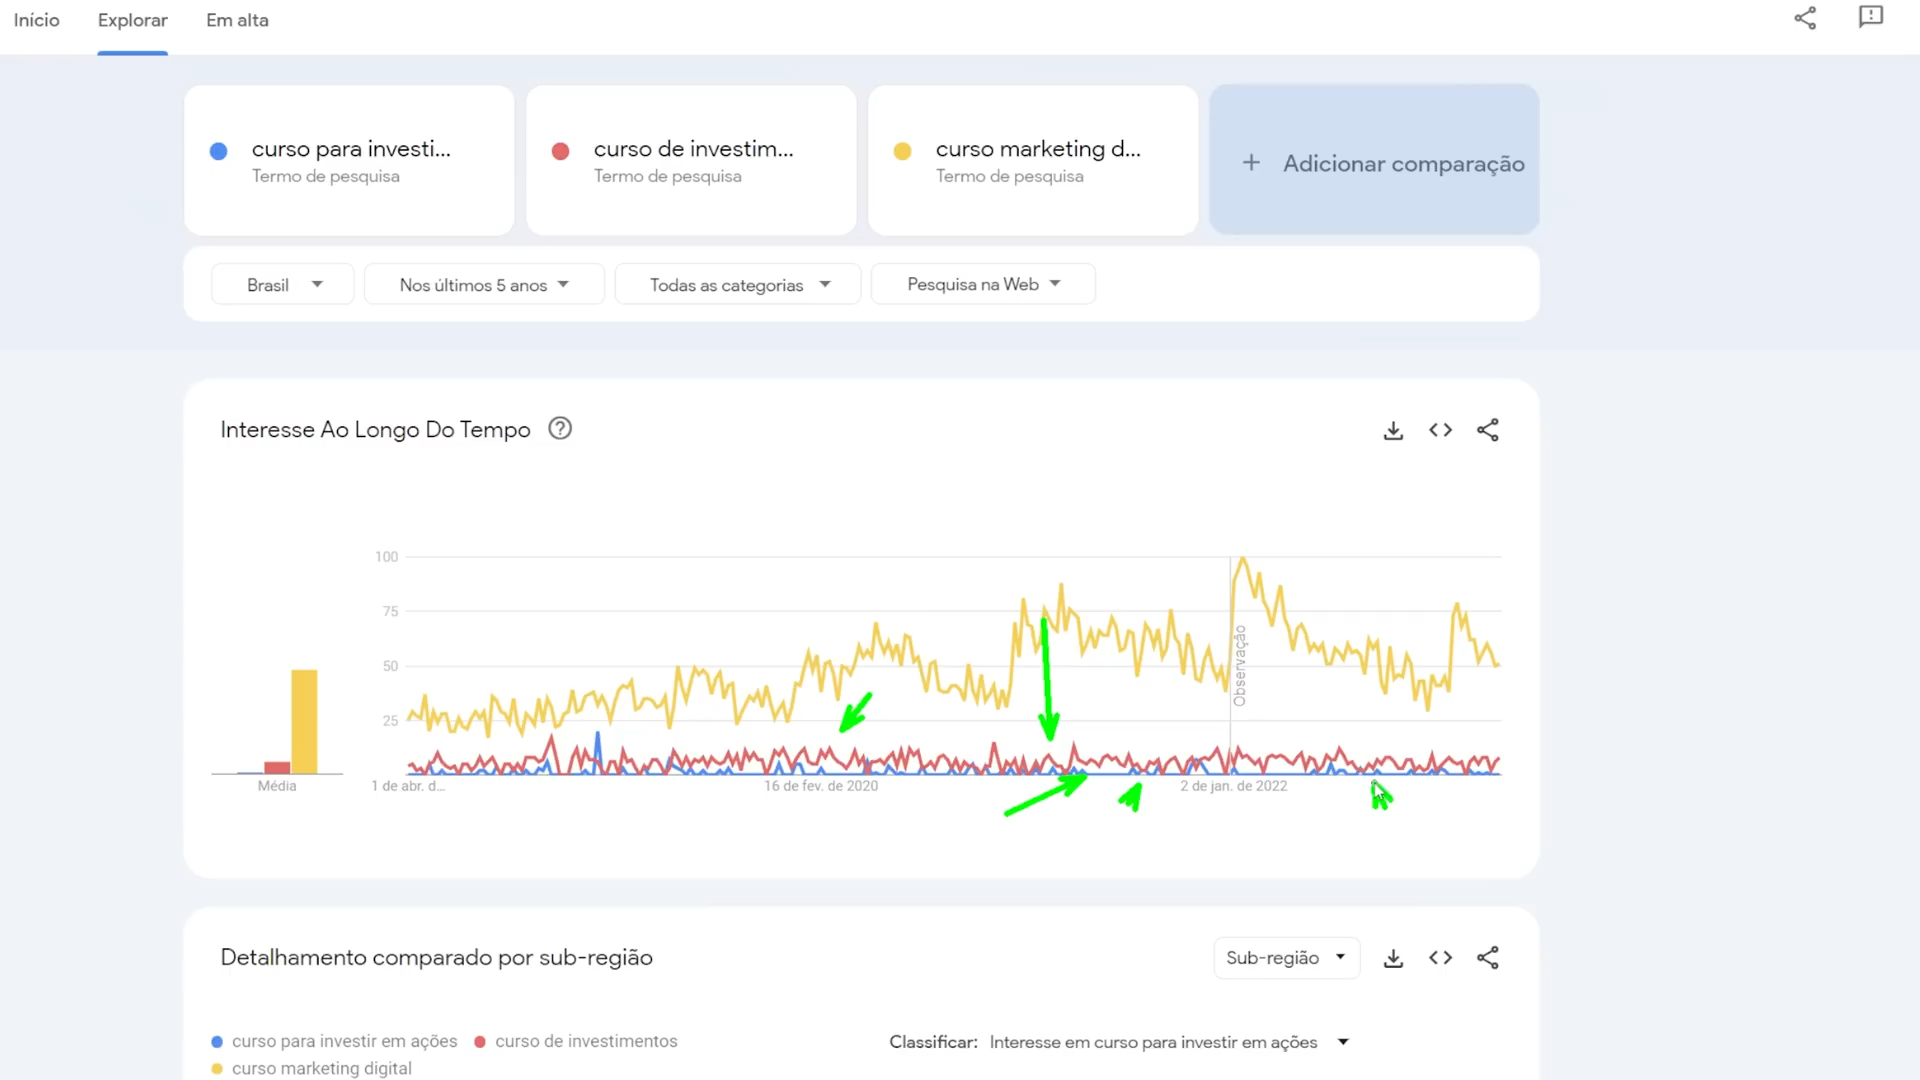 Início Explorar Em alta
curso para investi... curso de investim... curso marketing d...
+ Adicionar comparação
Termo de pesquisa Termo de pesquisa Termo de pesquisa
Brasil Nos últimos 5 anos Todas as categorias Pesquisa na Web
Interesse Ao Longo Do Tempo
100
75
50
25
Observação
Média 1 de abr. d... 16 de fev. de 2020 2 de jan. de 2022
Detalhamento comparado por sub-região Sub-região
curso para investir em ações curso de investimentos Classificar: Interesse em curso para investir em ações
curso marketing digital